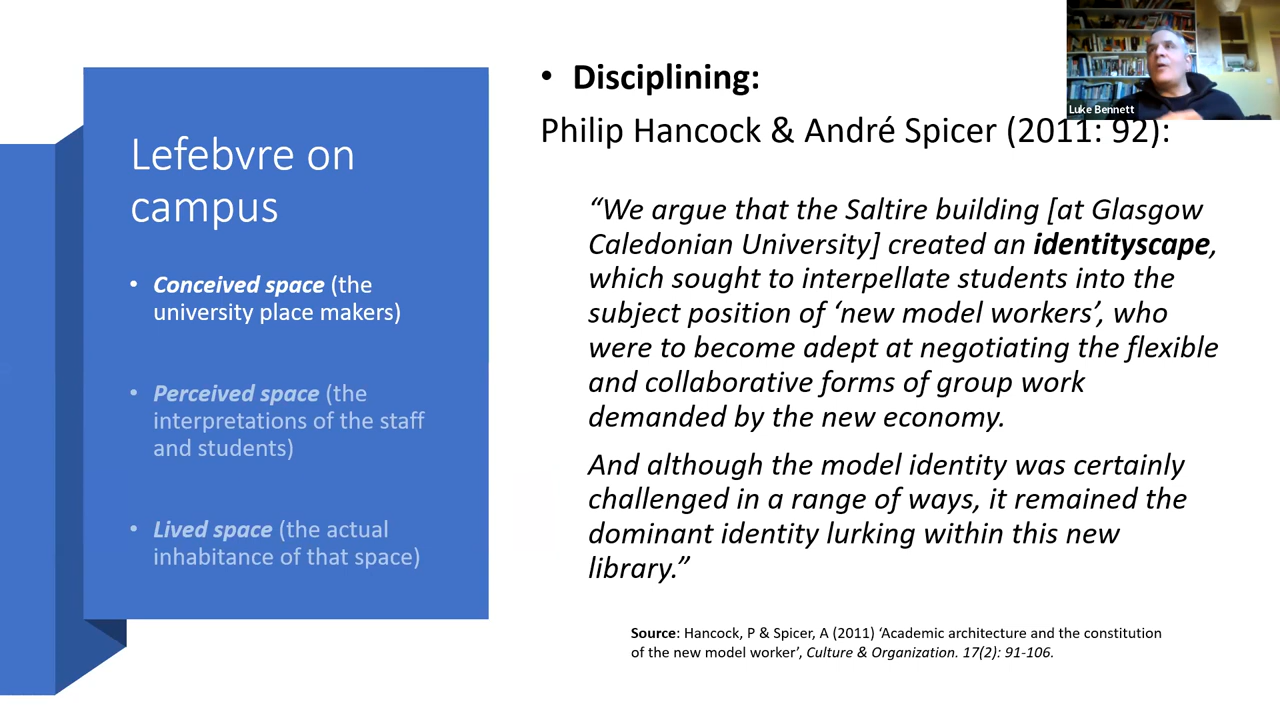 Lefebvre on
campus
• Conceived space (the
university place makers)
• Perceived space (the
interpretations of the staff
and students)
• Lived space (the actual
inhabitance of that space)
• Disciplining:
Philip Hancock & André Spicer (2011: 92):
“We argue that the Saltire building [at Glasgow
Caledonian University] created an identityscape,
which sought to interpellate students into the
subject position of ‘new model workers’, who
were to become adept at negotiating the flexible
and collaborative forms of group work
demanded by the new economy.
And although the model identity was certainly
challenged in a range of ways, it remained the
dominant identity lurking within this new
library.”
Source: Hancock, P & Spicer, A (2011) ‘Academic architecture and the constitution
of the new model worker’, Culture & Organization. 17(2): 91-106.
Luke Bennett